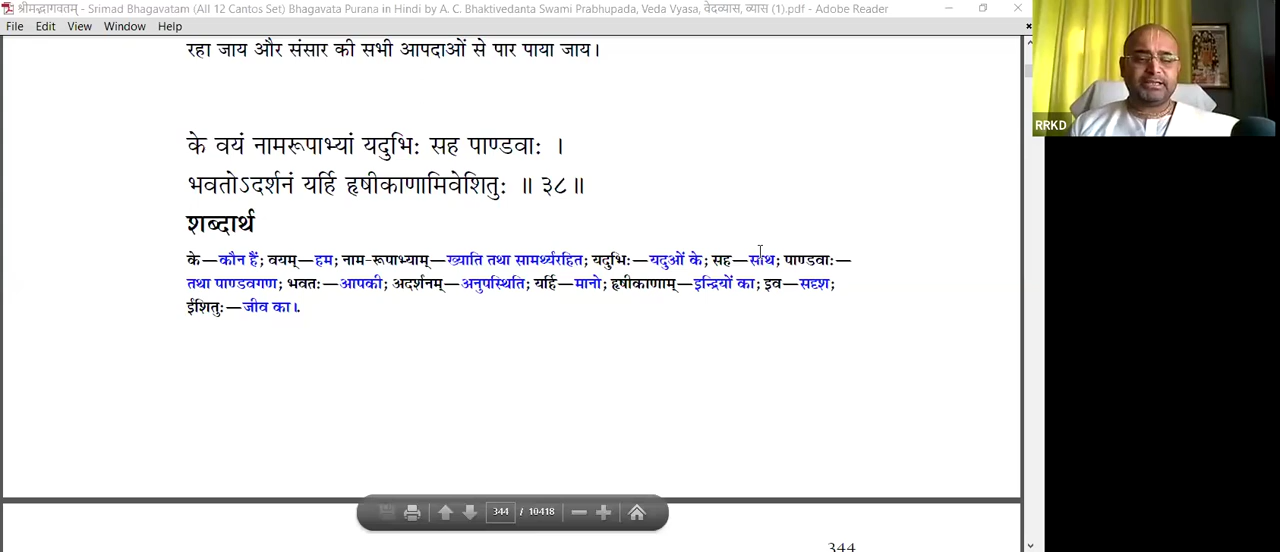 श्रीमद्भागवतम् - Srimad Bhagavatam (All 12 Cantos Set) Bhagavata Purana in Hindi by A. C. Bhaktivedanta Swami Prabhupada, Veda Vyasa, वेदव्यास, व्यास (1).pdf - Adobe Reader
File Edit View Window Help
रहा जाय और संसार की सभी आपदाओं से पार पाया जाय।
के वयं नामरूपाभ्यां यदुभिः सह पाण्डवाः ।
भवतोऽदर्शनं यर्हि हृषीकाणामिवेशितुः ॥ ३८॥
शब्दार्थ
के—कौन हैं; वयम्—हम; नाम-रूपाभ्याम्—ख्याति तथा सामर्थ्यरहित; यदुभिः—यदुओं के; सह—साथ; पाण्डवाः—
तथा पाण्डवगण; भवतः—आपकी; अदर्शनम्—अनुपस्थिति; यर्हि—मानो; हृषीकाणाम्—इन्द्रियों का; इव—सदृश;
ईशितुः—जीव का।.
344 / 10418
344
RRKD